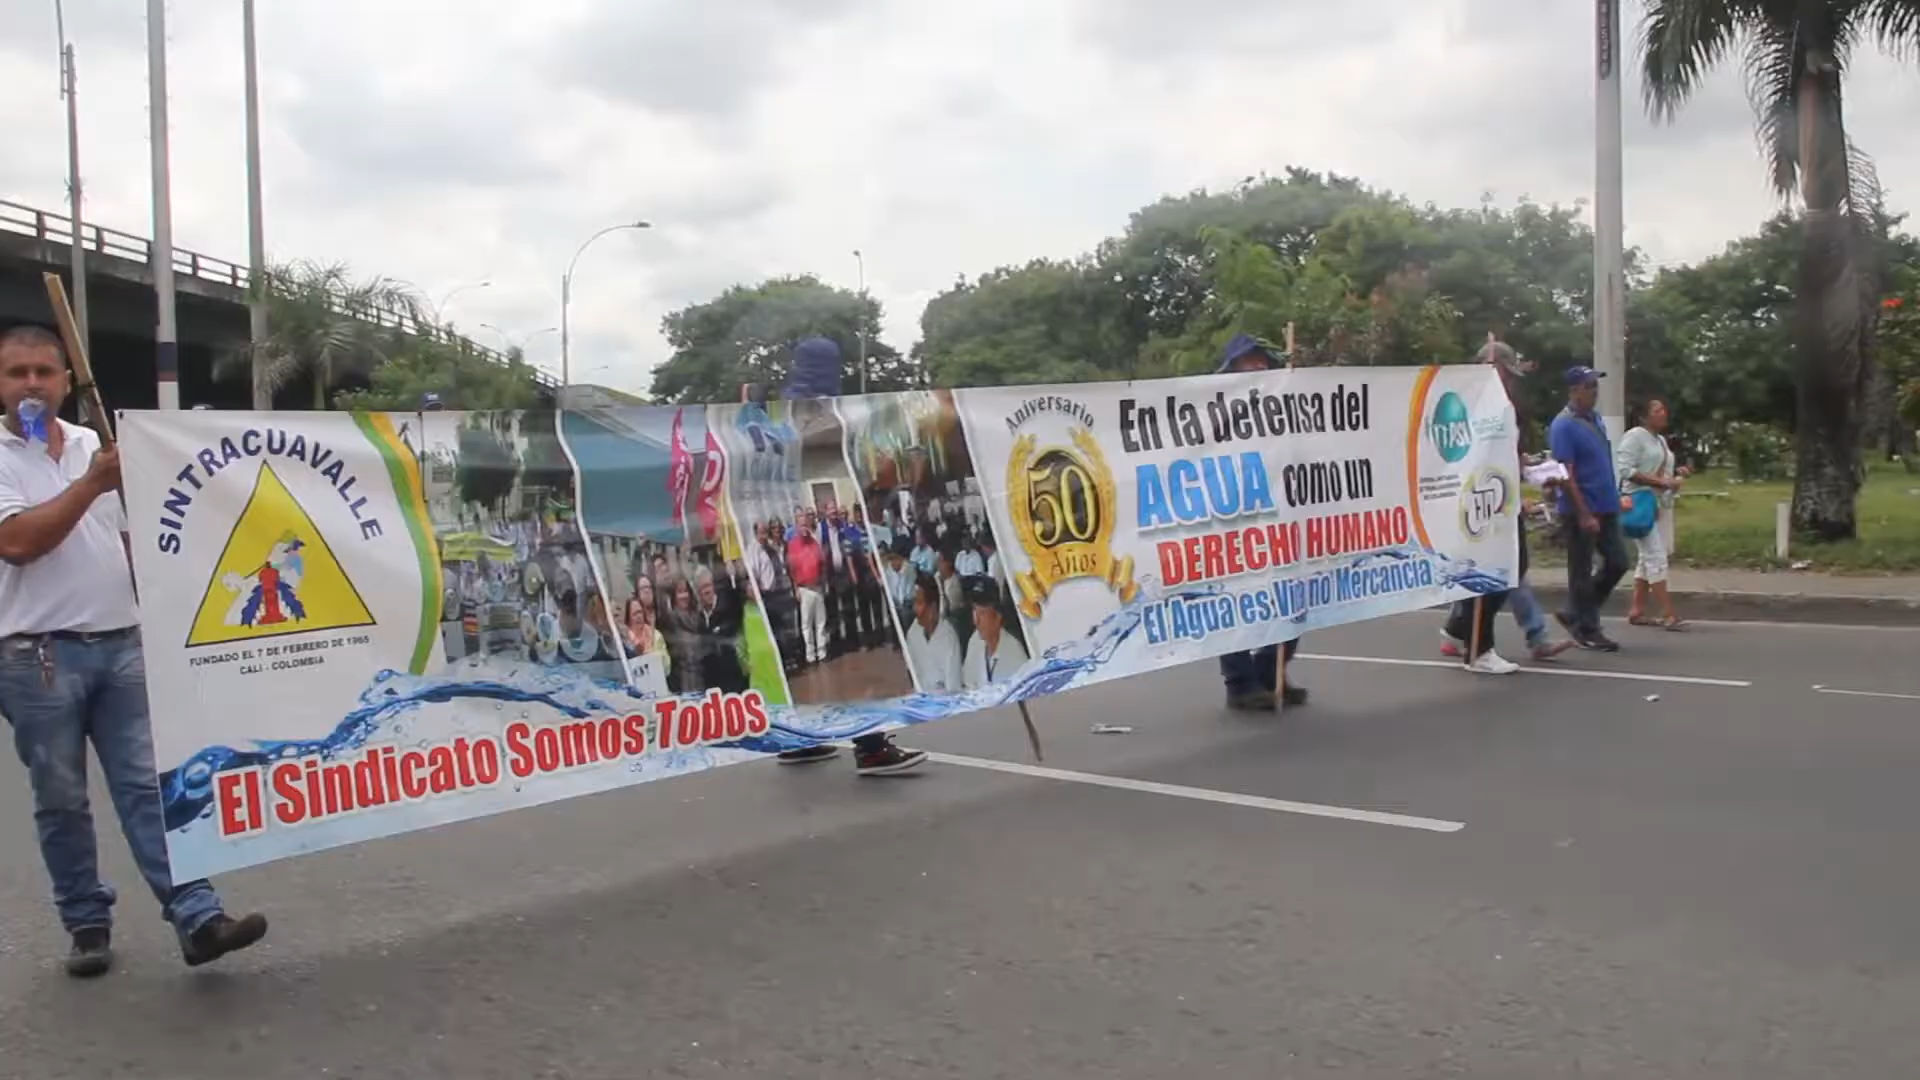 SINTRACUAVALLE
FUNDADO EL 7 DE FEBRERO DE 1965
CALI - COLOMBIA
El Sindicato Somos Todos
Aniversario
50
Años
En la defensa del
AGUA como un
DERECHO HUMANO
El Agua es Vida no Mercancía